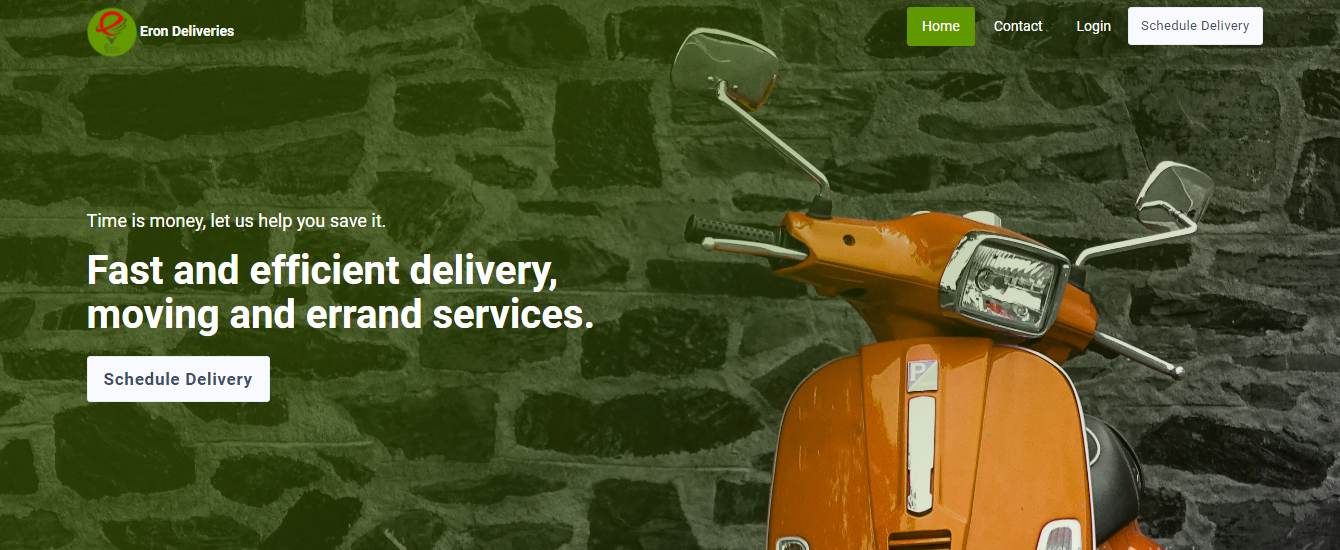 Eron Deliveries
Home
Contact
Login
Schedule Delivery
Time is money, let us help you save it.
Fast and efficient delivery,
moving and errand services.
Schedule Delivery
P